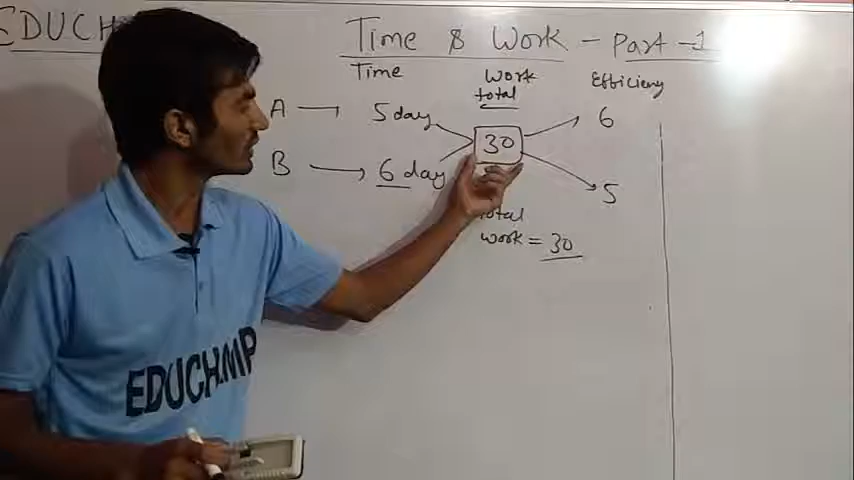 EDUCH
Time & Work - Part-1
Time Work Efficiency
total
A → 5 day 30 6
B → 6 day 5
total
work = 30
EDUCHAMP